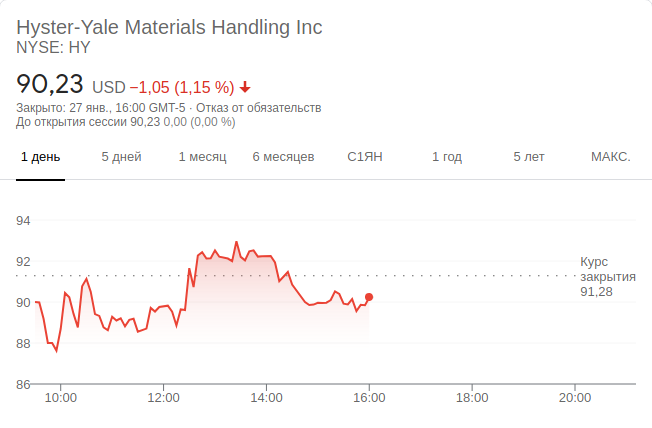 Hyster-Yale Materials Handling Inc
NYSE: HY
90,23 USD −1,05 (1,15 %)
Закрыто: 27 янв., 16:00 GMT-5 · Отказ от обязательств
До открытия сессии 90,23 0,00 (0,00 %)
1 день 5 дней 1 месяц 6 месяцев С1ЯН 1 год 5 лет МАКС.
94
92
90
88
86
Курс
закрытия
91,28
10:00 12:00 14:00 16:00 18:00 20:00